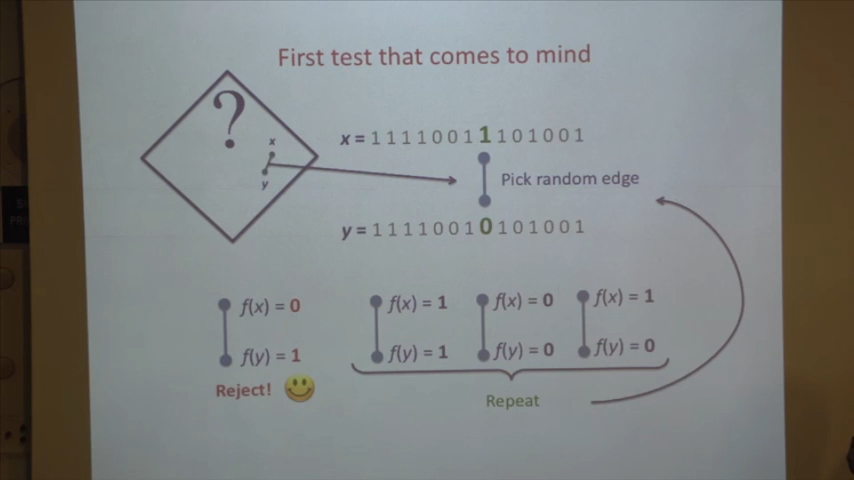 First test that comes to mind
?
x
y
x = 1 1 1 1 0 0 1 1 1 0 1 0 0 1
Pick random edge
y = 1 1 1 1 0 0 1 0 1 0 1 0 0 1
f(x) = 0
f(y) = 1
Reject!
f(x) = 1
f(y) = 1
f(x) = 0
f(y) = 0
f(x) = 1
f(y) = 0
Repeat